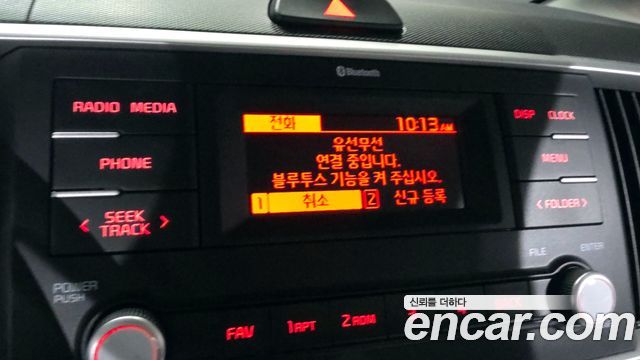 Bluetooth
RADIO MEDIA
전화 10:13 AM
DISP CLOCK
유선무선
연결 중입니다.
블루투스 기능을 켜 주십시오.
PHONE
MENU
1 취소 2 신규 등록
< SEEK TRACK >
< FOLDER >
FILE ENTER
POWER
PUSH
FAV 1RPT 2RDM
신뢰를 더하다
encar.com